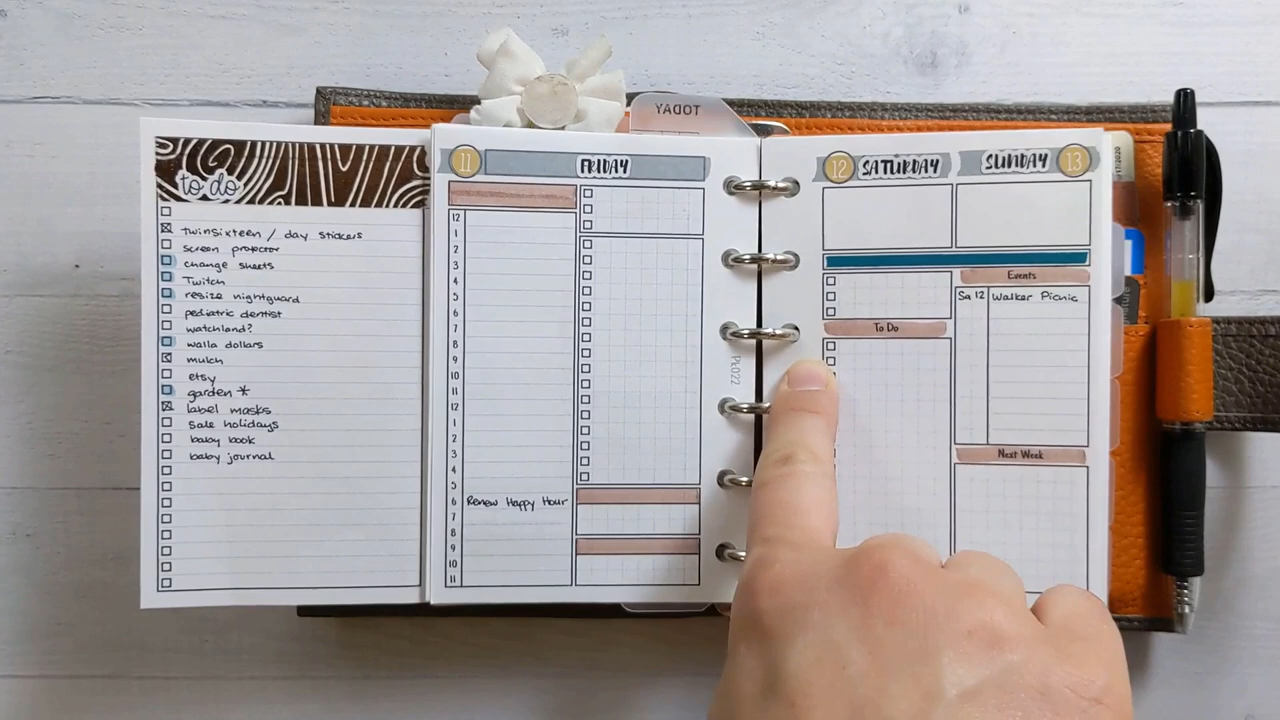 TODAY
to do
twinsixteen / day stickers
screen protector
change sheets
Twitch
resize nightguard
pediatric dentist
watchland?
walla dollars
mulch
etsy
garden *
label masks
sale holidays
baby book
baby journal
11 FRIDAY
12
1
2
3
4
5
6
7
8
9
10
11
12
1
2
3
4
5
6 Renew Happy Hour
7
8
9
10
11
PK022
12 SATURDAY
SUNDAY 13
Events
Sa 12 Walker Picnic
To Do
Next Week